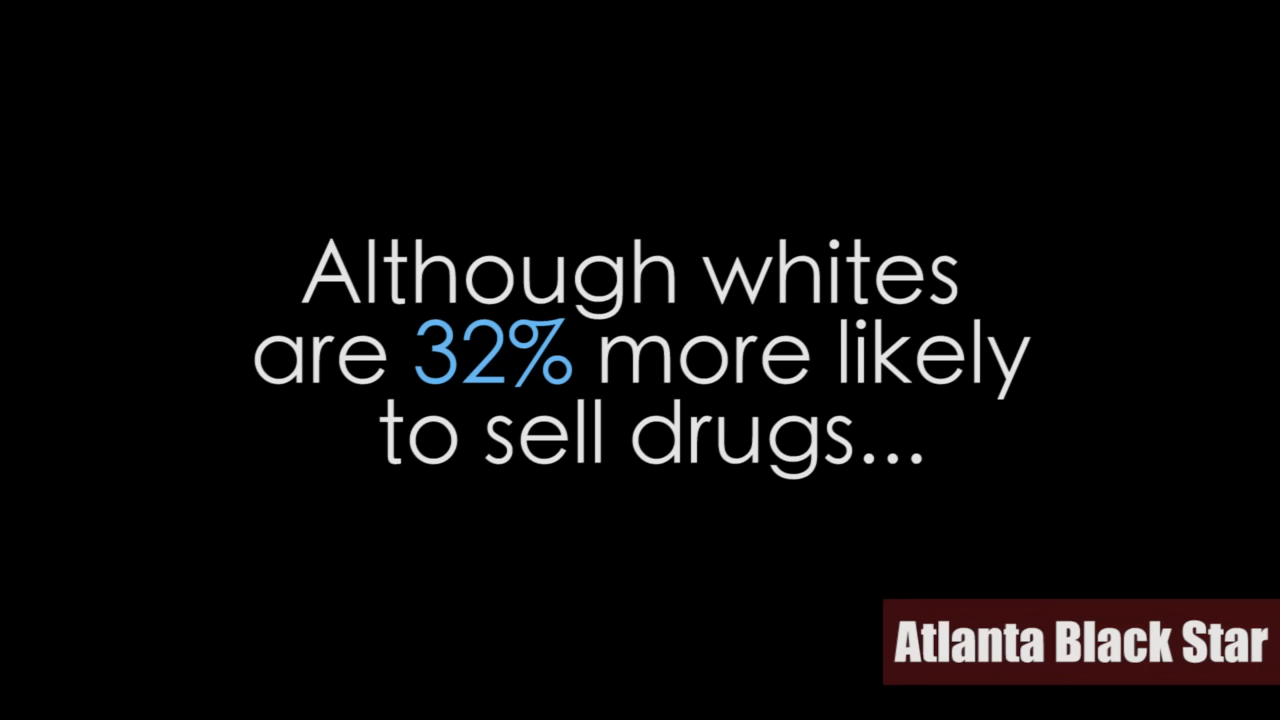 Although whites
are 32% more likely
to sell drugs...
Atlanta Black Star